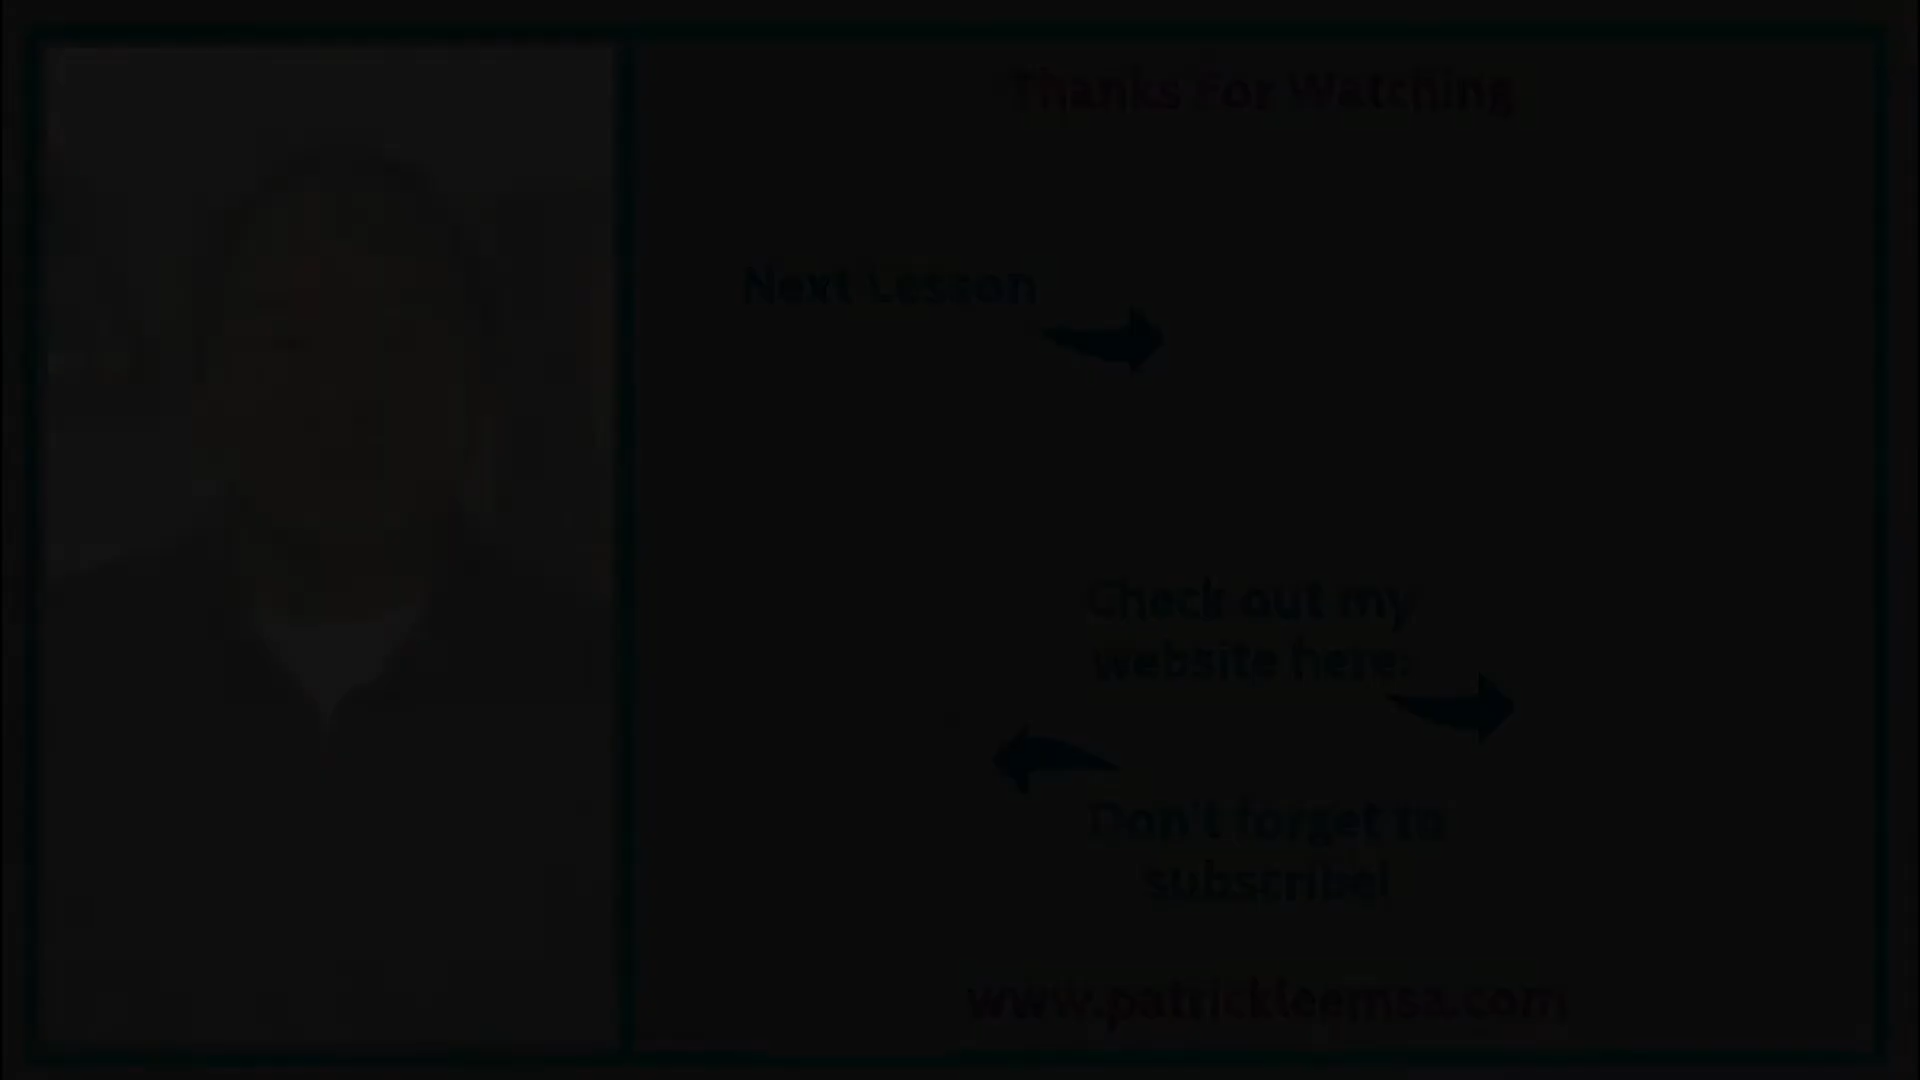 Thanks For Watching
Next Lesson
Check out my
website here.
Don't forget to
subscribe!
www.patrickleemsa.com